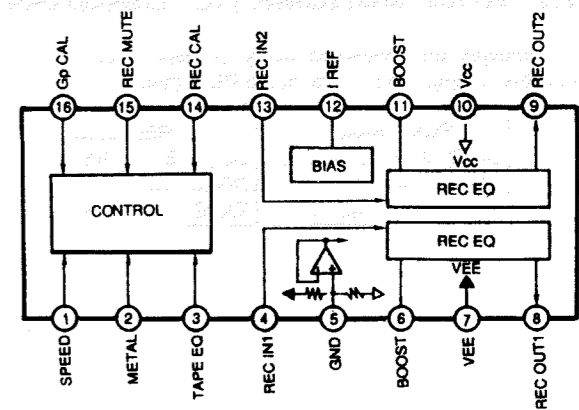 Gp CAL
REC MUTE
REC CAL
REC IN2
I REF
BOOST
Vcc
REC OUT2
16
15
14
13
12
11
10
9
BIAS
Vcc
REC EQ
CONTROL
REC EQ
VEE
1
2
3
4
5
6
7
8
SPEED
METAL
TAPE EQ
REC IN1
GND
BOOST
VEE
REC OUT1